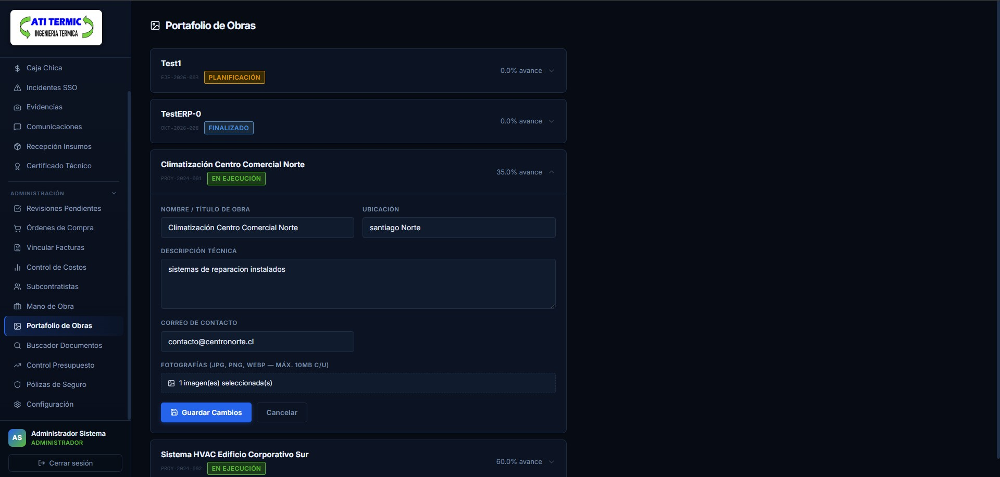 ATI TERMIC
INGENIERIA TERMICA
Caja Chica
Incidentes SSO
Evidencias
Comunicaciones
Recepción Insumos
Certificado Técnico
ADMINISTRACIÓN
Revisiones Pendientes
Órdenes de Compra
Vincular Facturas
Control de Costos
Subcontratistas
Mano de Obra
Portafolio de Obras
Buscador Documentos
Control Presupuesto
Pólizas de Seguro
Configuración
AS
Administrador Sistema
ADMINISTRADOR
Cerrar sesión
Portafolio de Obras
Test1
EJE-2026-003 PLANIFICACIÓN
0.0% avance
TestERP-0
OKT-2026-008 FINALIZADO
0.0% avance
Climatización Centro Comercial Norte
PROY-2024-001 EN EJECUCIÓN
35.0% avance
NOMBRE / TÍTULO DE OBRA
Climatización Centro Comercial Norte
UBICACIÓN
santiago Norte
DESCRIPCIÓN TÉCNICA
sistemas de reparacion instalados
CORREO DE CONTACTO
contacto@centronorte.cl
FOTOGRAFÍAS (JPG, PNG, WEBP — MÁX. 10MB C/U)
1 imagen(es) seleccionada(s)
Guardar Cambios
Cancelar
Sistema HVAC Edificio Corporativo Sur
PROY-2024-002 EN EJECUCIÓN
60.0% avance